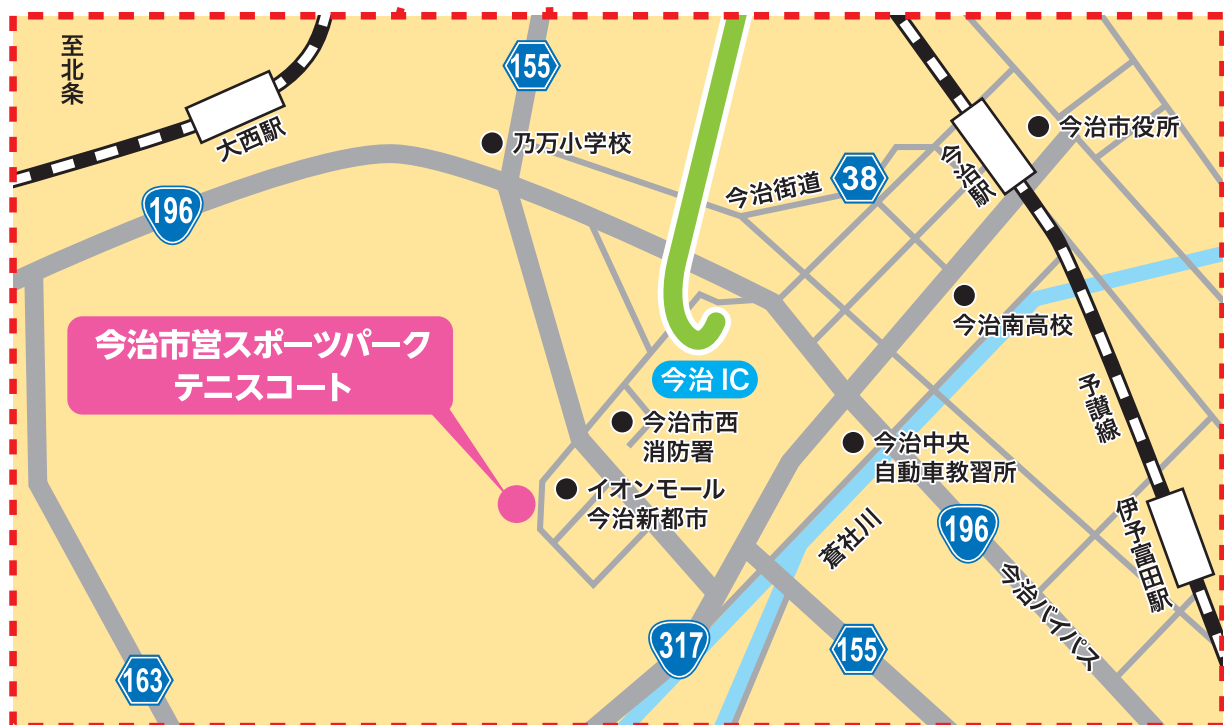 至北条
大西駅
155
乃万小学校
今治市役所
今治街道
38
今治駅
196
今治南高校
今治市営スポーツパーク
テニスコート
今治 IC
予讃線
今治市西
消防署
今治中央
自動車教習所
イオンモール
今治新都市
蒼社川
196
伊予富田駅
今治バイパス
317
155
163